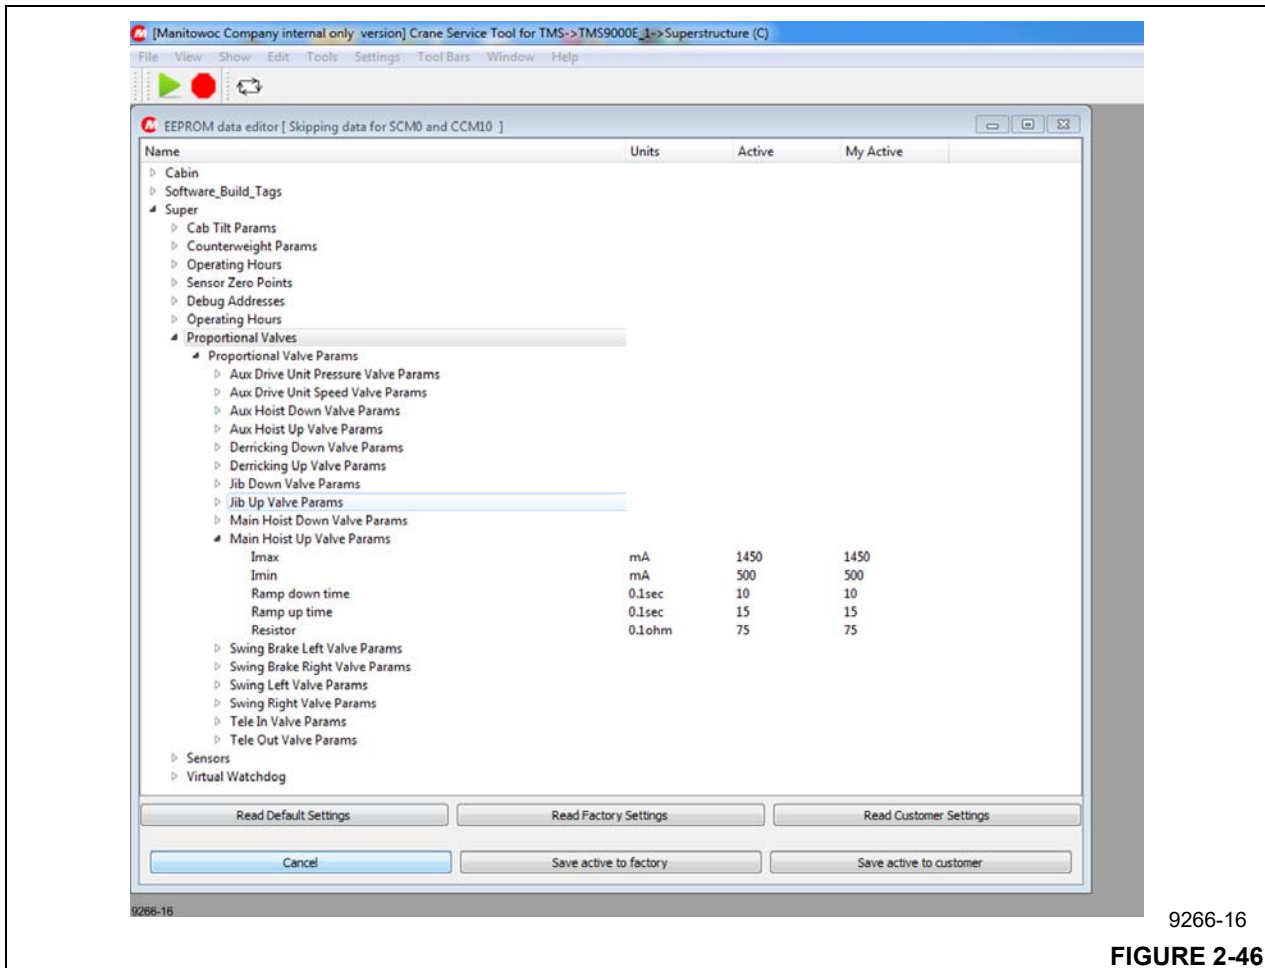 [Manitowoc Company internal only version] Crane Service Tool for TMS->TMS9000E_1->Superstructure (C)
File View Show Edit Tools Settings Tool Bars Window Help
EEPROM data editor [ Skipping data for SCM0 and CCM10 ]
Name Units Active My Active
Cabin
Software_Build_Tags
Super
Cab Tilt Params
Counterweight Params
Operating Hours
Sensor Zero Points
Debug Addresses
Operating Hours
Proportional Valves
Proportional Valve Params
Aux Drive Unit Pressure Valve Params
Aux Drive Unit Speed Valve Params
Aux Hoist Down Valve Params
Aux Hoist Up Valve Params
Derricking Down Valve Params
Derricking Up Valve Params
Jib Down Valve Params
Jib Up Valve Params
Main Hoist Down Valve Params
Main Hoist Up Valve Params
Imax mA 1450 1450
Imin mA 500 500
Ramp down time 0.1sec 10 10
Ramp up time 0.1sec 15 15
Resistor 0.1ohm 75 75
Swing Brake Left Valve Params
Swing Brake Right Valve Params
Swing Left Valve Params
Swing Right Valve Params
Tele In Valve Params
Tele Out Valve Params
Sensors
Virtual Watchdog
Read Default Settings Read Factory Settings Read Customer Settings
Cancel Save active to factory Save active to customer
9266-16
9266-16
FIGURE 2-46